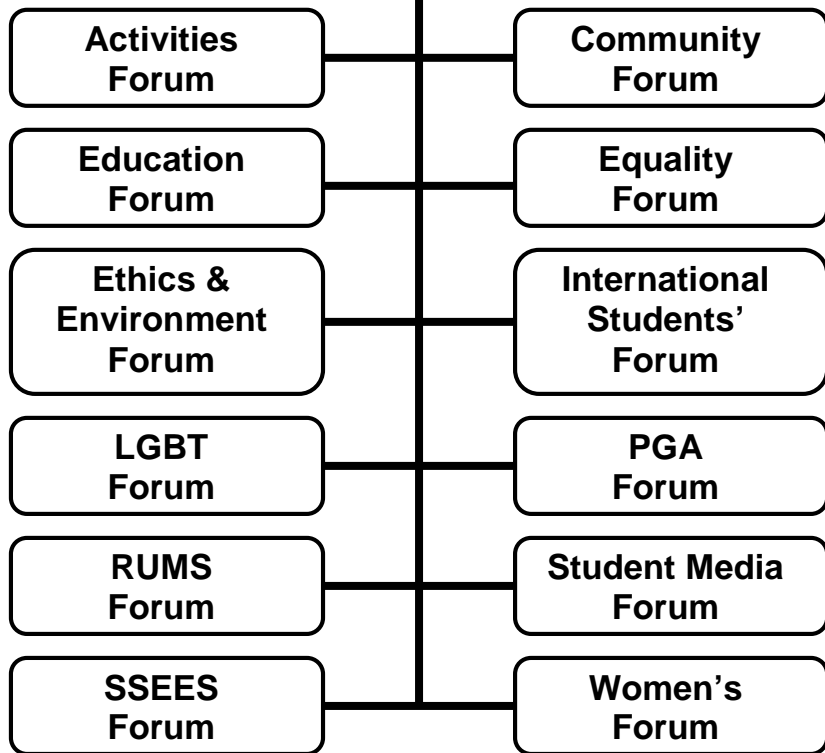 Activities
Forum
Community
Forum
Education
Forum
Equality
Forum
Ethics &
Environment
Forum
International
Students’
Forum
LGBT
Forum
PGA
Forum
RUMS
Forum
Student Media
Forum
SSEES
Forum
Women’s
Forum